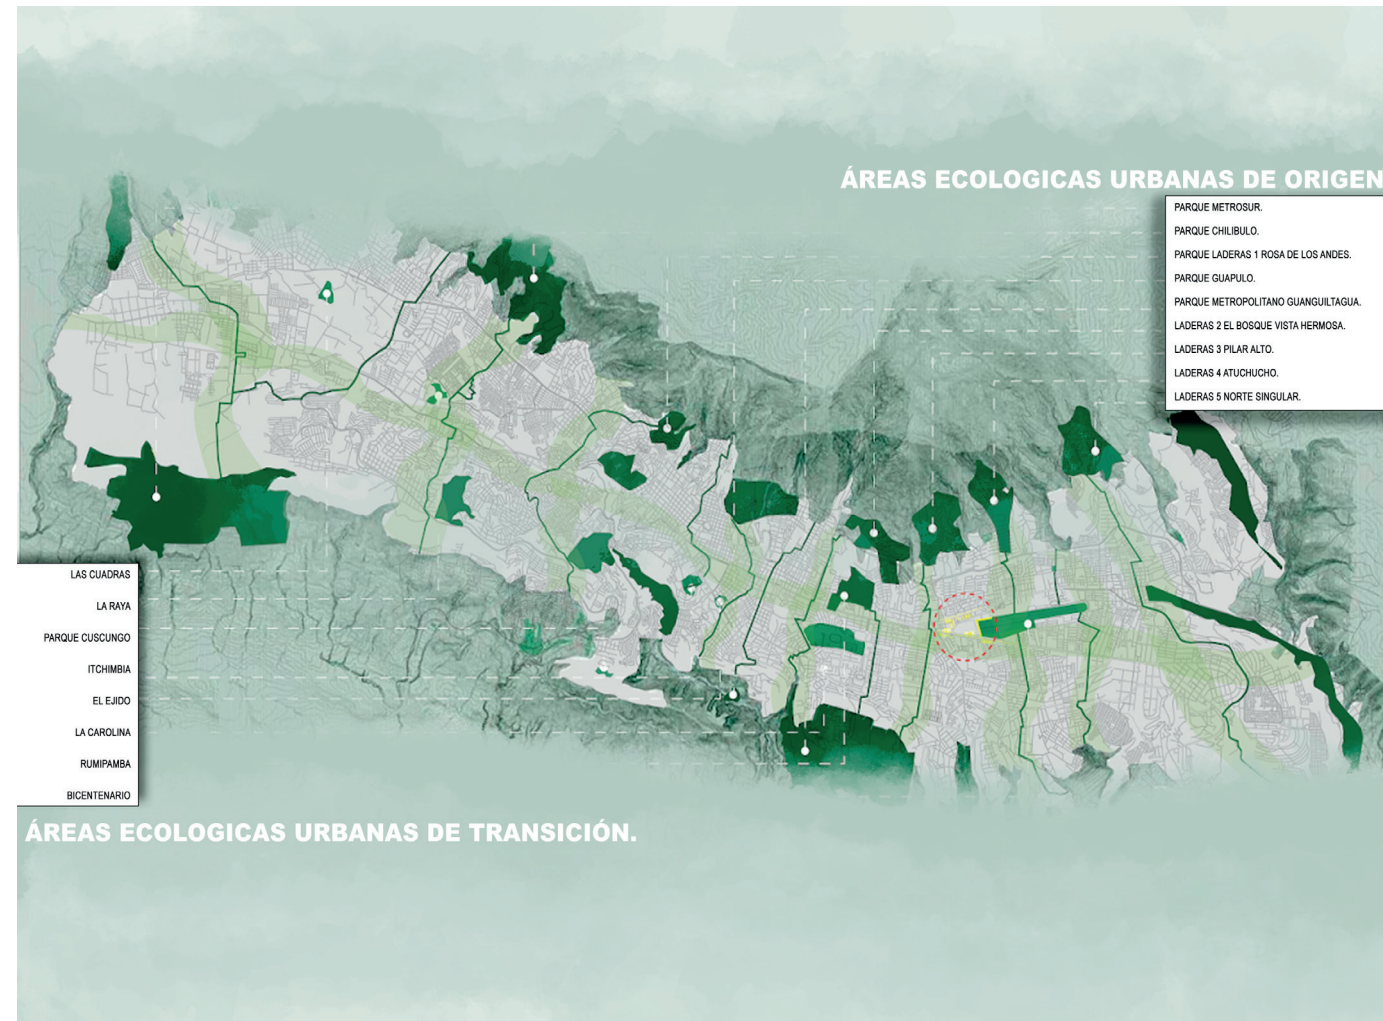 ÁREAS ECOLOGICAS URBANAS DE ORIGEN
PARQUE METROSUR.
PARQUE CHILIBULO.
PARQUE LADERAS 1 ROSA DE LOS ANDES.
PARQUE GUAPULO.
PARQUE METROPOLITANO GUANGUILTAGUA.
LADERAS 2 EL BOSQUE VISTA HERMOSA.
LADERAS 3 PILAR ALTO.
LADERAS 4 ATUCHUCHO.
LADERAS 5 NORTE SINGULAR.
LAS CUADRAS
LA RAYA
PARQUE CUSCUNGO
ITCHIMBIA
EL EJIDO
LA CAROLINA
RUMIPAMBA
BICENTENARIO
ÁREAS ECOLOGICAS URBANAS DE TRANSICIÓN.